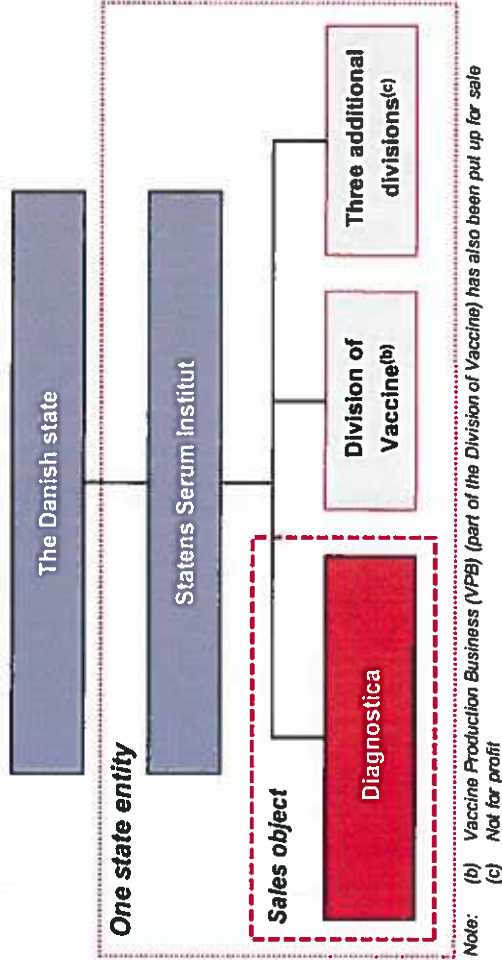 The Danish state
One state entity
Statens Serum Institut
Sales object
Diagnostica
Division of
Vaccine(b)
Three additional
divisions(c)
Note: (b) Vaccine Production Business (VPB) (part of the Division of Vaccine) has also been put up for sale
(c) Not for profit